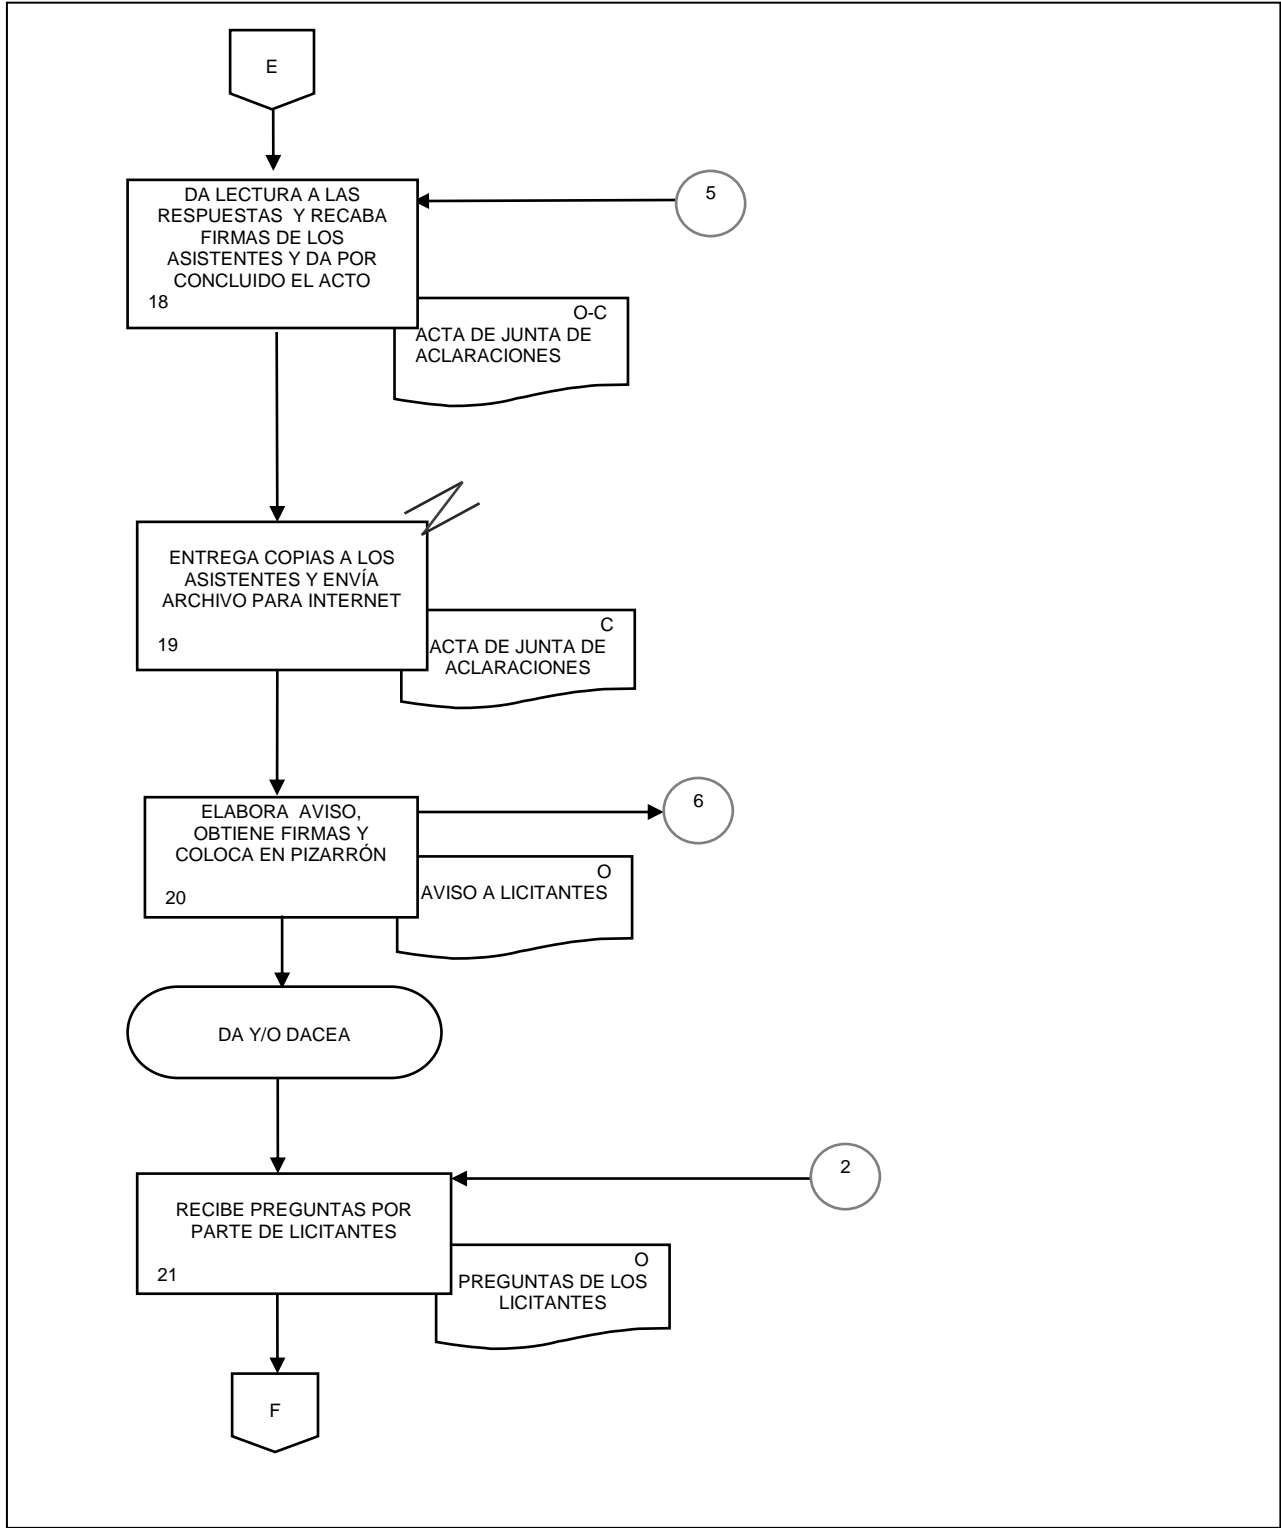 E
DA LECTURA A LAS
RESPUESTAS Y RECABA
FIRMAS DE LOS
ASISTENTES Y DA POR
CONCLUIDO EL ACTO
18
5
O-C
ACTA DE JUNTA DE
ACLARACIONES
ENTREGA COPIAS A LOS
ASISTENTES Y ENVÍA
ARCHIVO PARA INTERNET
19
C
ACTA DE JUNTA DE
ACLARACIONES
ELABORA AVISO,
OBTIENE FIRMAS Y
COLOCA EN PIZARRÓN
20
6
O
AVISO A LICITANTES
DA Y/O DACEA
RECIBE PREGUNTAS POR
PARTE DE LICITANTES
21
2
O
PREGUNTAS DE LOS
LICITANTES
F